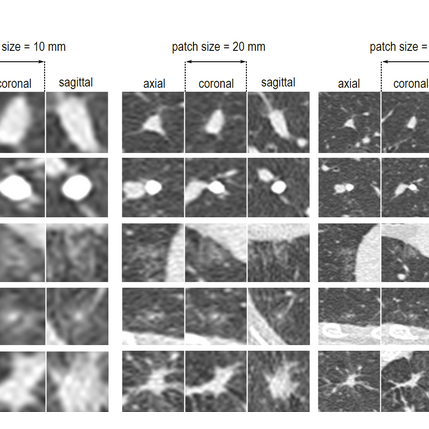 size = 10 mm patch size = 20 mm patch size =
coronal sagittal axial coronal sagittal axial coronal